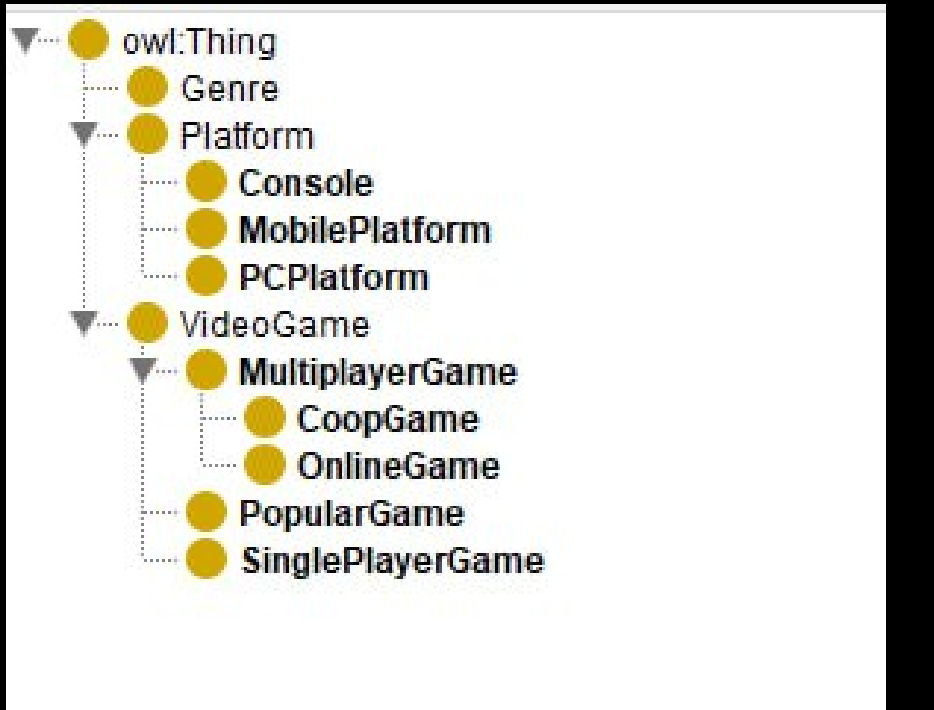 owl:Thing
Genre
Platform
Console
MobilePlatform
PCPlatform
VideoGame
MultiplayerGame
CoopGame
OnlineGame
PopularGame
SinglePlayerGame